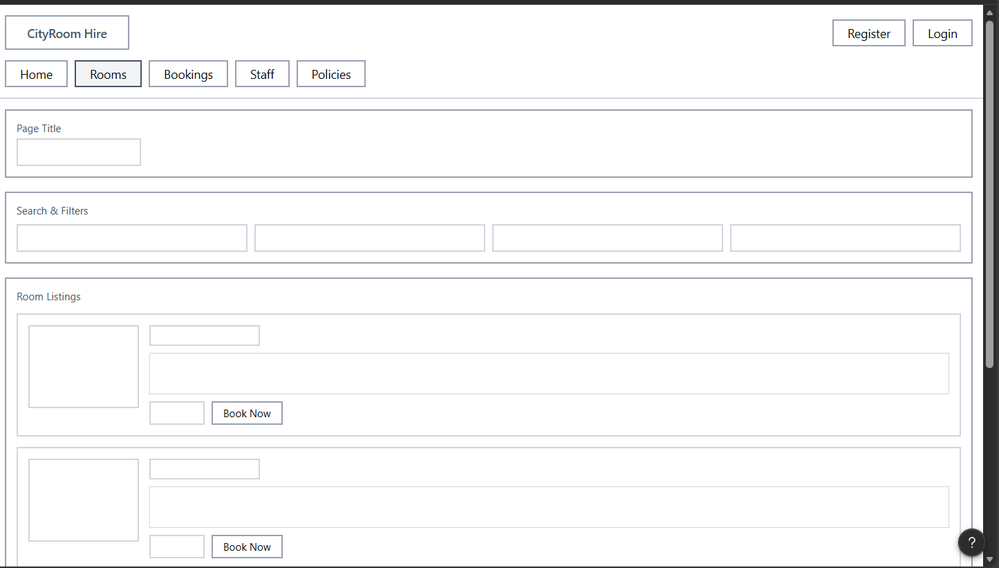 CityRoom Hire
Register
Login
Home
Rooms
Bookings
Staff
Policies
Page Title
Search & Filters
Room Listings
Book Now
Book Now
?